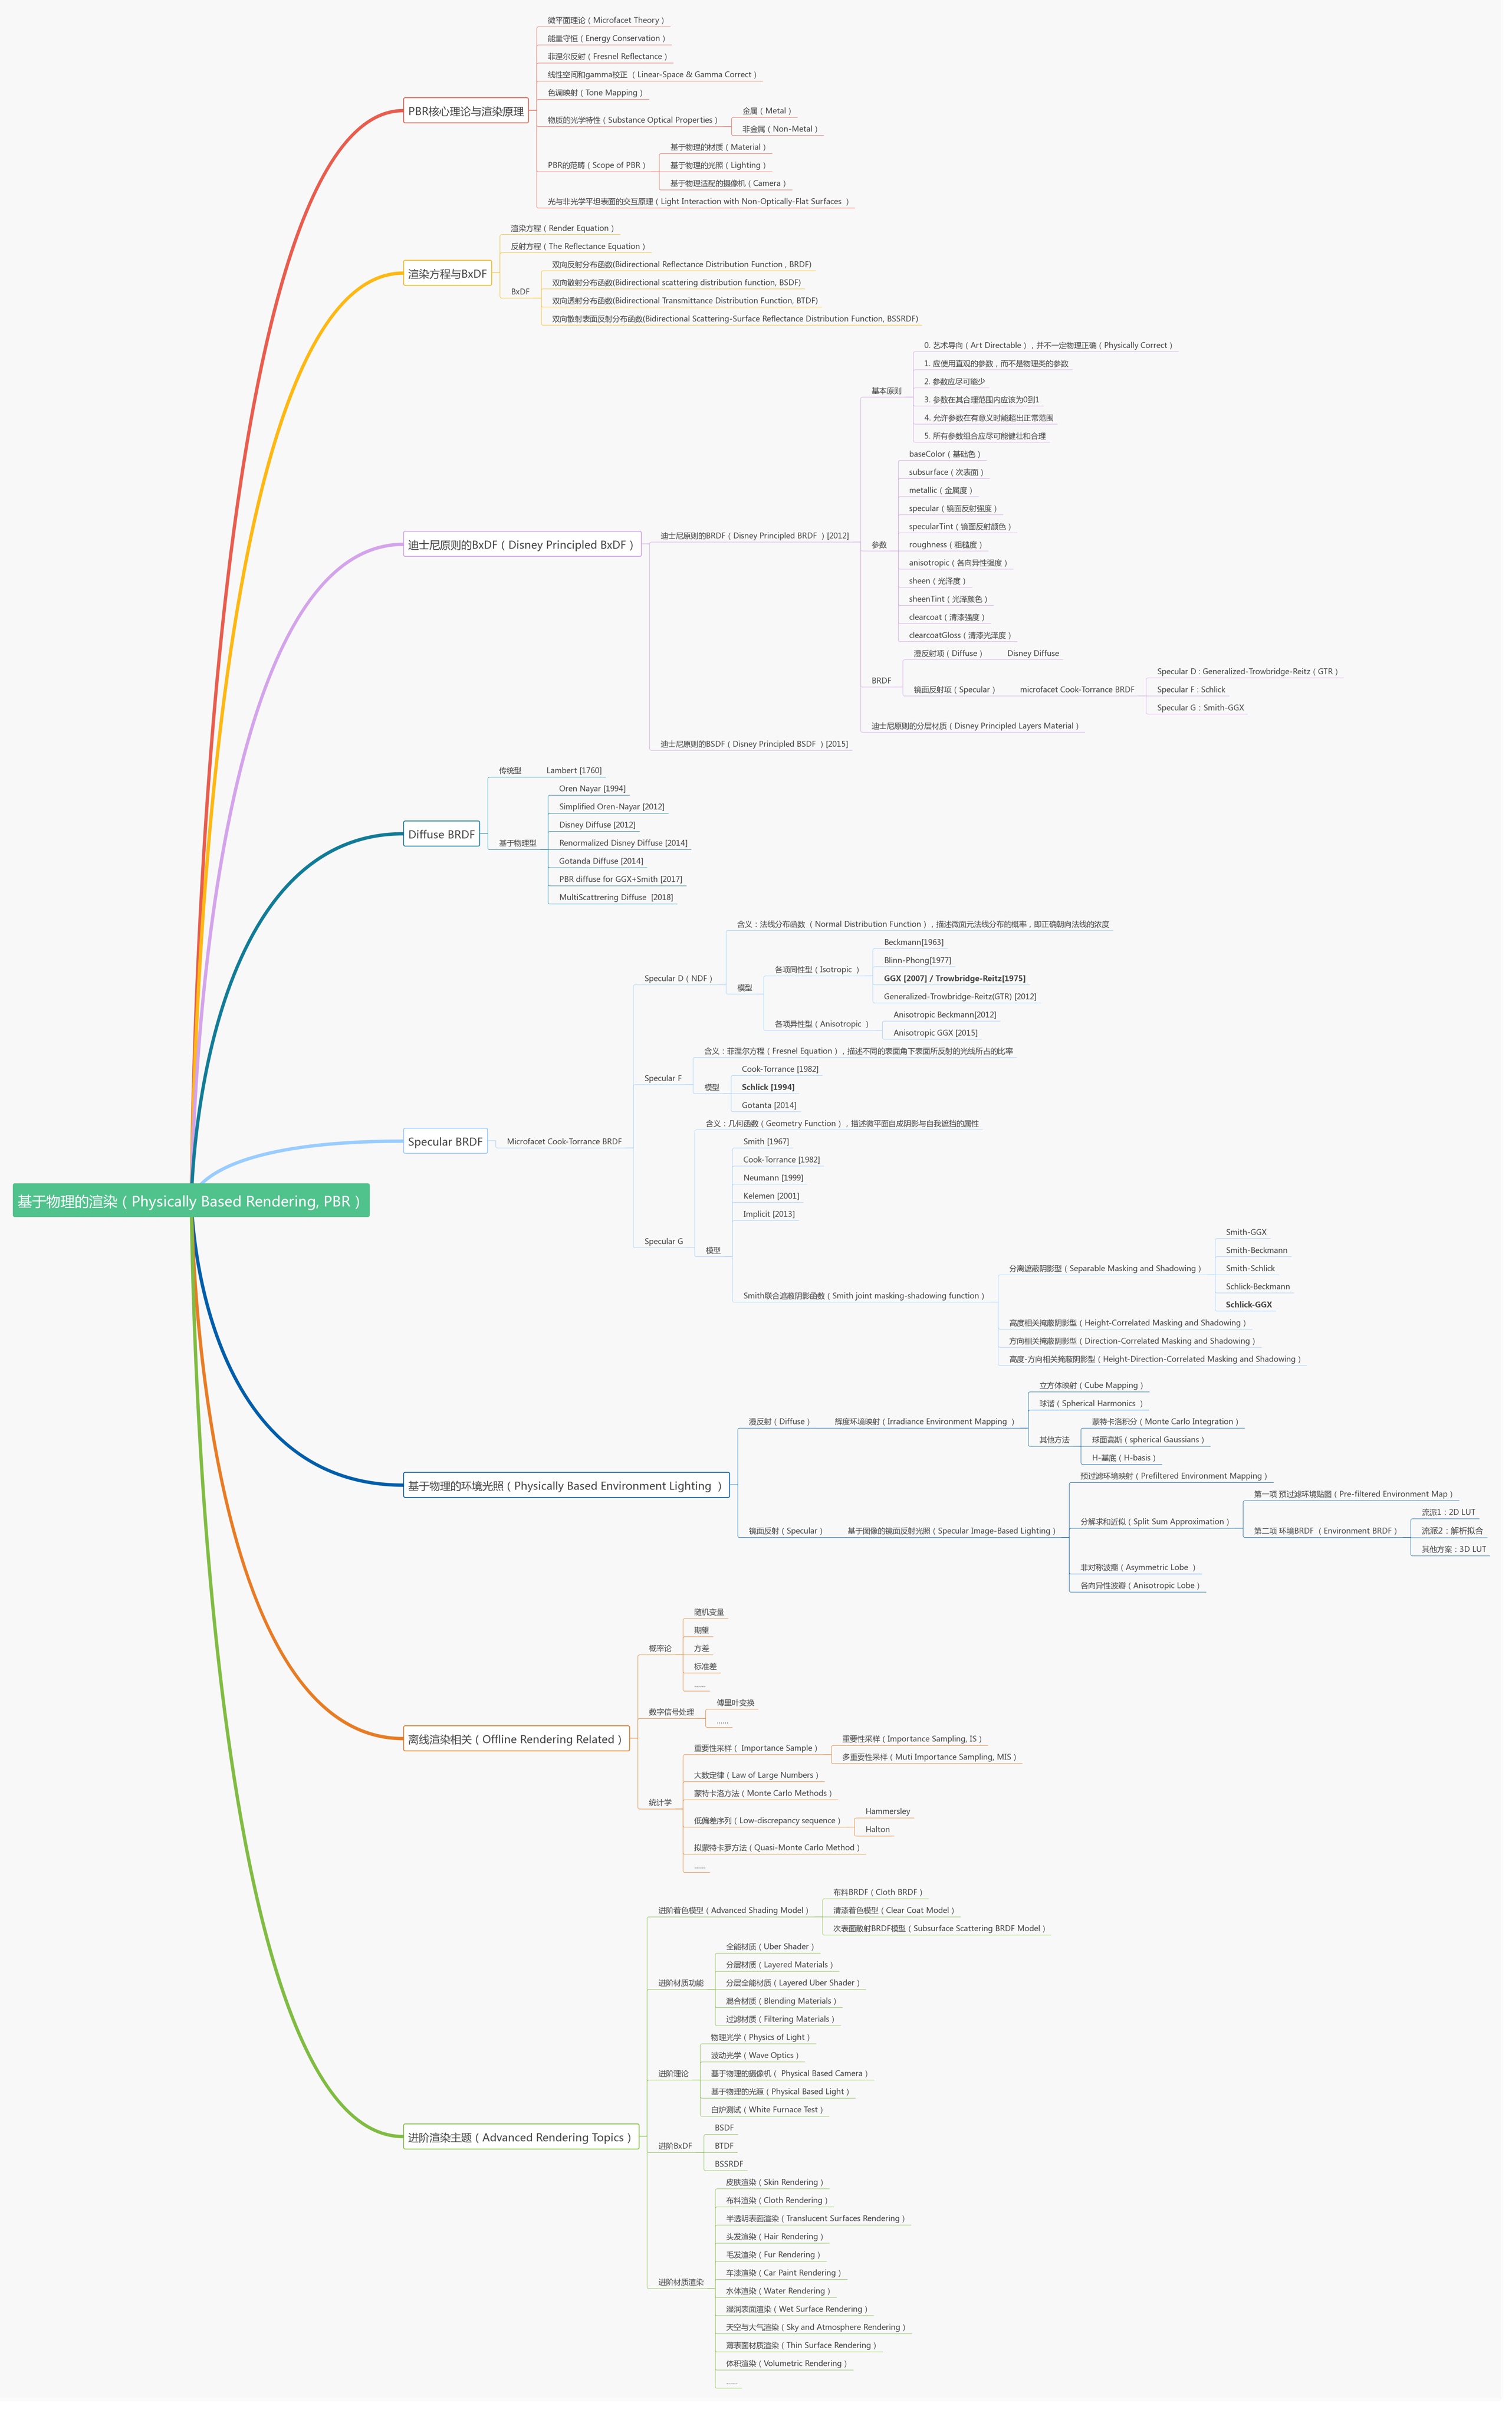 微平面理论（Microfacet Theory）
能量守恒（Energy Conservation）
菲涅尔反射（Fresnel Reflectance）
线性空间和gamma校正 （Linear-Space & Gamma Correct）
色调映射（Tone Mapping）
PBR核心理论与渲染原理
物质的光学特性（Substance Optical Properties）
金属（Metal）
非金属（Non-Metal）
PBR的范畴（Scope of PBR）
基于物理的材质（Material）
基于物理的光照（Lighting）
基于物理适配的摄像机（Camera）
光与非光学平坦表面的交互原理（Light Interaction with Non-Optically-Flat Surfaces ）
渲染方程与BxDF
渲染方程（Render Equation）
反射方程（The Reflectance Equation）
BxDF
双向反射分布函数(Bidirectional Reflectance Distribution Function , BRDF)
双向散射分布函数(Bidirectional scattering distribution function, BSDF)
双向透射分布函数(Bidirectional Transmittance Distribution Function, BTDF)
双向散射表面反射分布函数(Bidirectional Scattering-Surface Reflectance Distribution Function, BSSRDF)
迪士尼原则的BxDF（Disney Principled BxDF）
迪士尼原则的BRDF（Disney Principled BRDF ）[2012]
基本原则
0. 艺术导向（Art Directable），并不一定物理正确（Physically Correct）
1. 应使用直观的参数，而不是物理类的参数
2. 参数应尽可能少
3. 参数在其合理范围内应该为0到1
4. 允许参数在有意义时能超出正常范围
5. 所有参数组合应尽可能健壮和合理
参数
baseColor（基础色）
subsurface（次表面）
metallic（金属度）
specular（镜面反射强度）
specularTint（镜面反射颜色）
roughness（粗糙度）
anisotropic（各向异性强度）
sheen（光泽度）
sheenTint（光泽颜色）
clearcoat（清漆强度）
clearcoatGloss（清漆光泽度）
BRDF
漫反射项（Diffuse）
Disney Diffuse
镜面反射项（Specular）
microfacet Cook-Torrance BRDF
Specular D : Generalized-Trowbridge-Reitz（GTR）
Specular F : Schlick
Specular G：Smith-GGX
迪士尼原则的分层材质（Disney Principled Layers Material）
迪士尼原则的BSDF（Disney Principled BSDF ）[2015]
Diffuse BRDF
传统型
Lambert [1760]
基于物理型
Oren Nayar [1994]
Simplified Oren-Nayar [2012]
Disney Diffuse [2012]
Renormalized Disney Diffuse [2014]
Gotanda Diffuse [2014]
PBR diffuse for GGX+Smith [2017]
MultiScattrering Diffuse [2018]
Specular BRDF
Microfacet Cook-Torrance BRDF
Specular D（NDF）
含义：法线分布函数 （Normal Distribution Function），描述微面元法线分布的概率，即正确朝向法线的浓度
模型
各项同性型（Isotropic ）
Beckmann[1963]
Blinn-Phong[1977]
GGX [2007] / Trowbridge-Reitz[1975]
Generalized-Trowbridge-Reitz(GTR) [2012]
各项异性型（Anisotropic ）
Anisotropic Beckmann[2012]
Anisotropic GGX [2015]
Specular F
含义：菲涅尔方程（Fresnel Equation），描述不同的表面角下表面所反射的光线所占的比率
模型
Cook-Torrance [1982]
Schlick [1994]
Gotanta [2014]
Specular G
含义：几何函数（Geometry Function），描述微平面自成阴影与自我遮挡的属性
模型
Smith [1967]
Cook-Torrance [1982]
Neumann [1999]
Kelemen [2001]
Implicit [2013]
Smith联合遮蔽阴影函数（Smith joint masking-shadowing function）
分离遮蔽阴影型（Separable Masking and Shadowing）
Smith-GGX
Smith-Beckmann
Smith-Schlick
Schlick-Beckmann
Schlick-GGX
高度相关掩蔽阴影型（Height-Correlated Masking and Shadowing）
方向相关掩蔽阴影型（Direction-Correlated Masking and Shadowing）
高度-方向相关掩蔽阴影型（Height-Direction-Correlated Masking and Shadowing）
基于物理的渲染（Physically Based Rendering, PBR）
基于物理的环境光照（Physically Based Environment Lighting ）
漫反射（Diffuse）
辉度环境映射（Irradiance Environment Mapping ）
立方体映射（Cube Mapping）
球谐（Spherical Harmonics ）
其他方法
蒙特卡洛积分（Monte Carlo Integration）
球面高斯（spherical Gaussians）
H-基底（H-basis）
镜面反射（Specular）
基于图像的镜面反射光照（Specular Image-Based Lighting）
预过滤环境映射（Prefiltered Environment Mapping）
分解求和近似（Split Sum Approximation）
第一项 预过滤环境贴图（Pre-filtered Environment Map）
第二项 环境BRDF （Environment BRDF）
流派1：2D LUT
流派2：解析拟合
其他方案：3D LUT
非对称波瓣（Asymmetric Lobe ）
各向异性波瓣（Anisotropic Lobe）
离线渲染相关（Offline Rendering Related）
概率论
随机变量
期望
方差
标准差
......
数字信号处理
傅里叶变换
......
统计学
重要性采样（ Importance Sample）
重要性采样（Importance Sampling, IS）
多重要性采样（Muti Importance Sampling, MIS）
大数定律（Law of Large Numbers）
蒙特卡洛方法（Monte Carlo Methods）
低偏差序列（Low-discrepancy sequence）
Hammersley
Halton
拟蒙特卡罗方法（Quasi-Monte Carlo Method）
......
进阶渲染主题（Advanced Rendering Topics）
进阶着色模型（Advanced Shading Model）
布料BRDF（Cloth BRDF）
清漆着色模型（Clear Coat Model）
次表面散射BRDF模型（Subsurface Scattering BRDF Model）
进阶材质功能
全能材质（Uber Shader）
分层材质（Layered Materials）
分层全能材质（Layered Uber Shader）
混合材质（Blending Materials）
过滤材质（Filtering Materials）
进阶理论
物理光学（Physics of Light）
波动光学（Wave Optics）
基于物理的摄像机（ Physical Based Camera）
基于物理的光源（Physical Based Light）
白炉测试（White Furnace Test）
进阶BxDF
BSDF
BTDF
BSSRDF
进阶材质渲染
皮肤渲染（Skin Rendering）
布料渲染（Cloth Rendering）
半透明表面渲染（Translucent Surfaces Rendering）
头发渲染（Hair Rendering）
毛发渲染（Fur Rendering）
车漆渲染（Car Paint Rendering）
水体渲染（Water Rendering）
湿润表面渲染（Wet Surface Rendering）
天空与大气渲染（Sky and Atmosphere Rendering）
薄表面材质渲染（Thin Surface Rendering）
体积渲染（Volumetric Rendering）
......